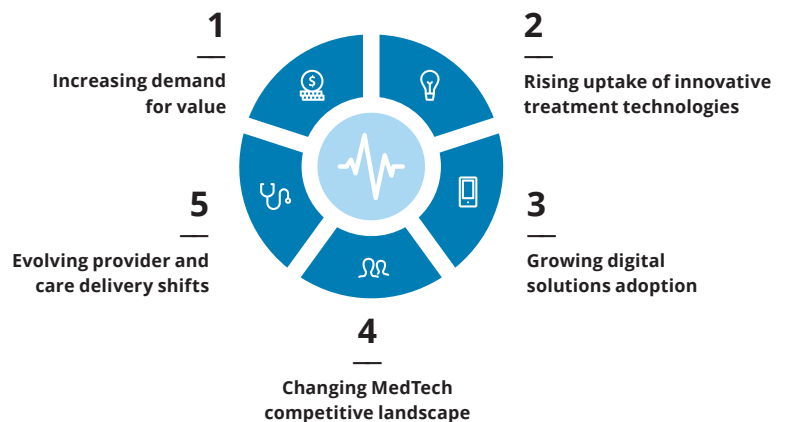 1
Increasing demand
for value
2
Rising uptake of innovative
treatment technologies
3
Growing digital
solutions adoption
4
Changing MedTech
competitive landscape
5
Evolving provider and
care delivery shifts
$